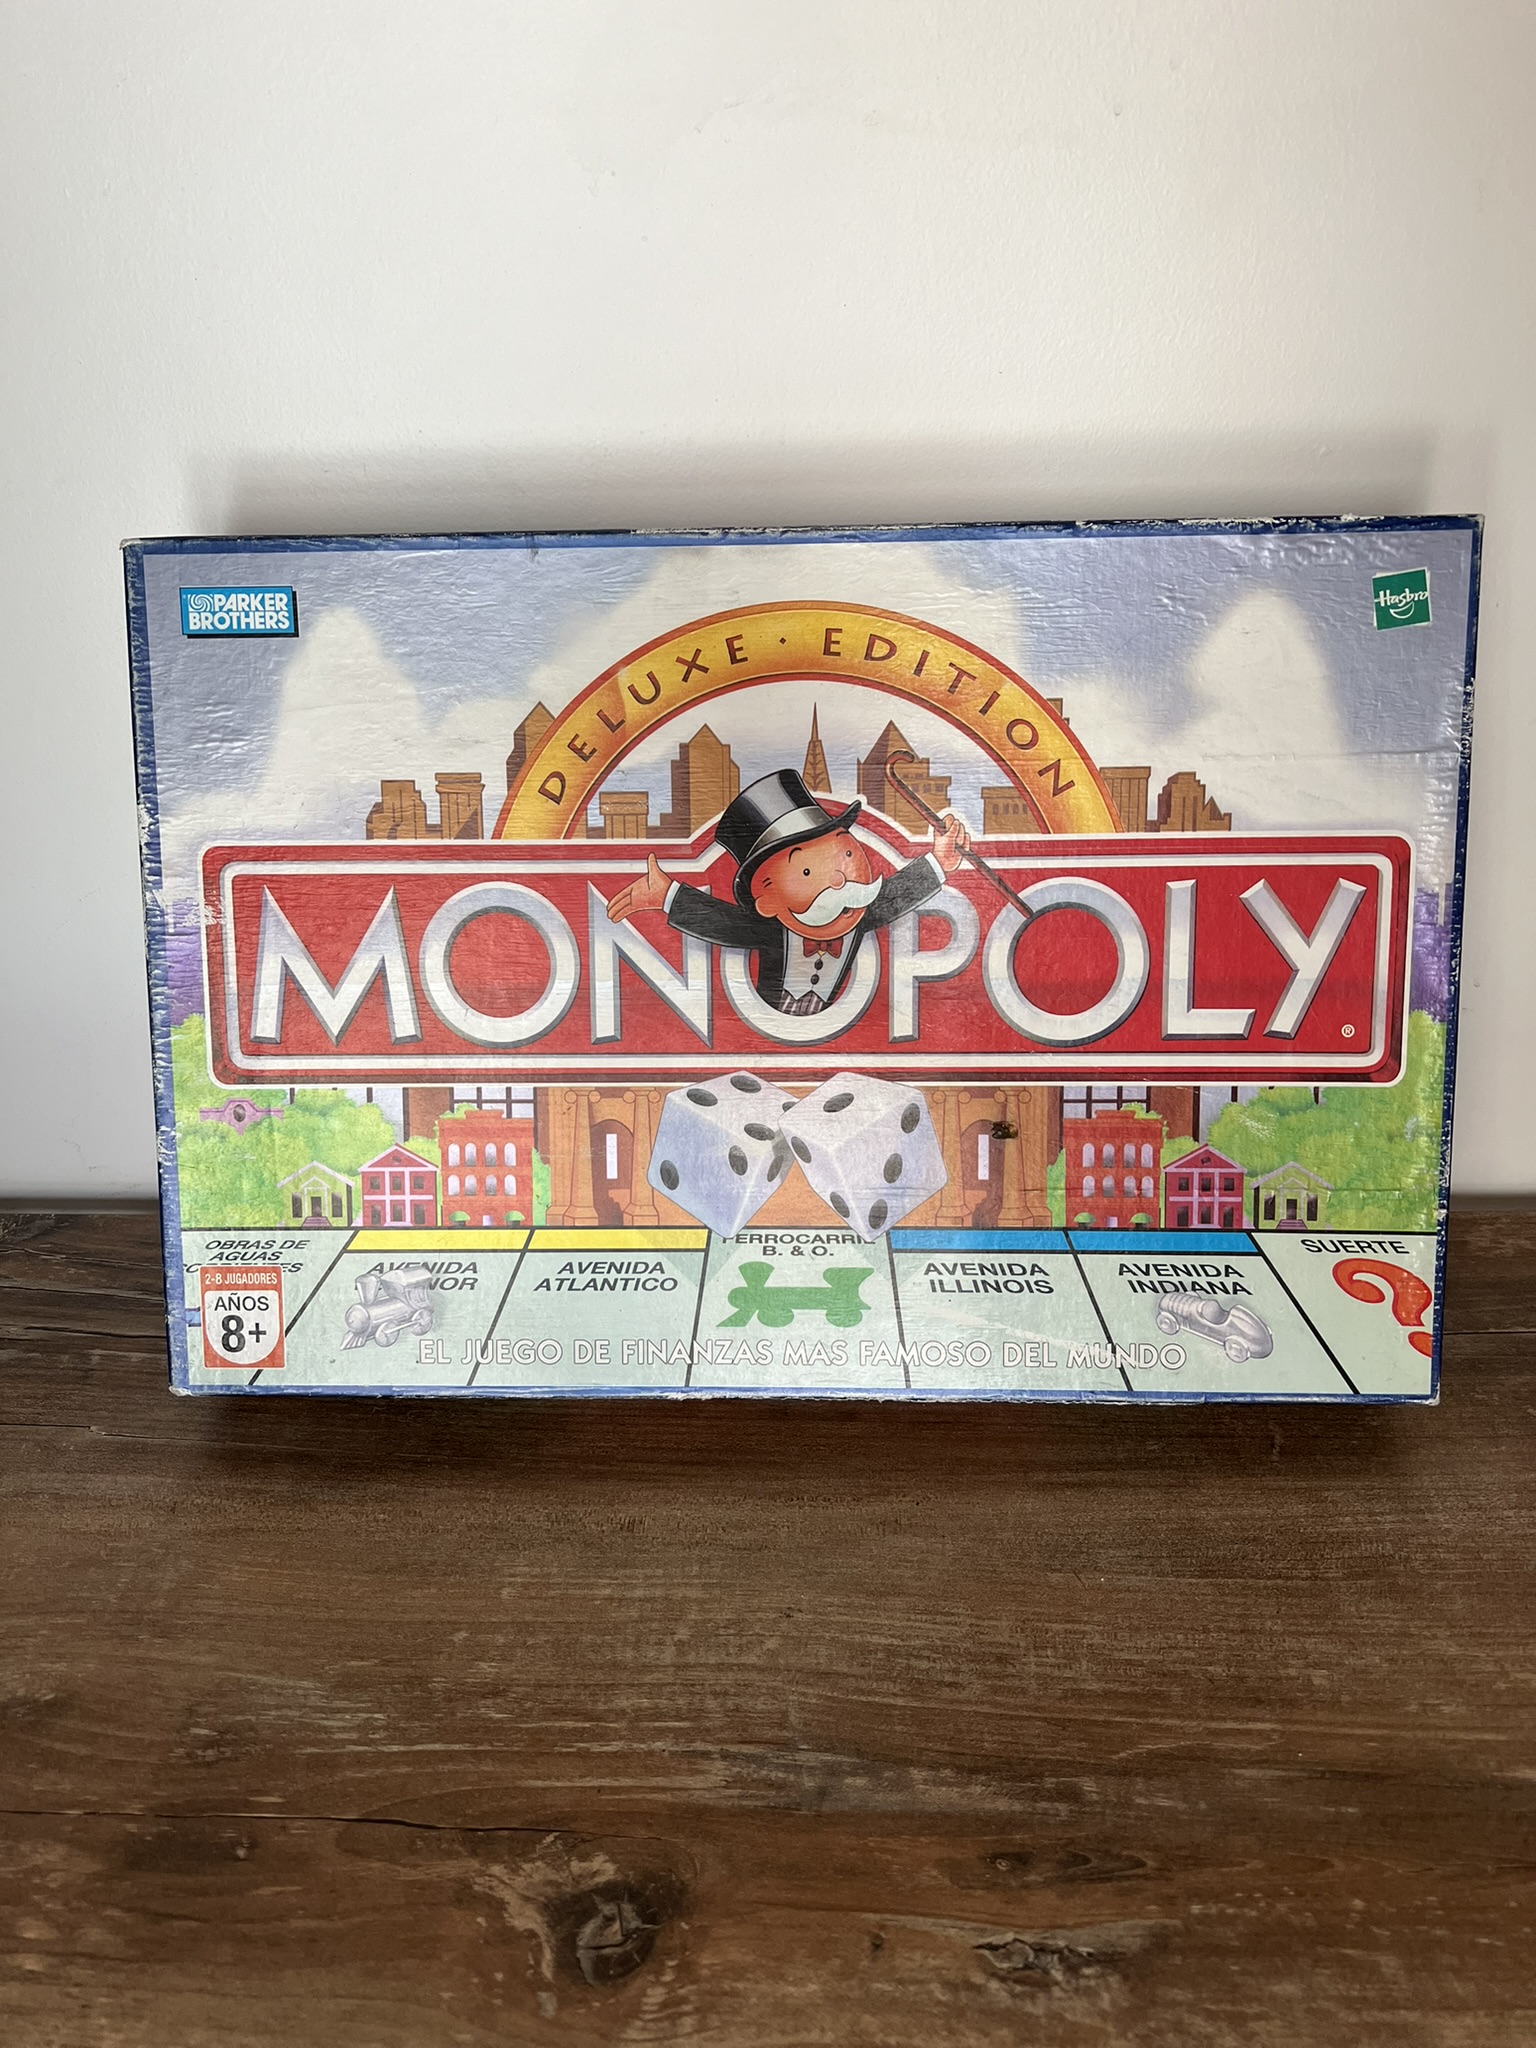 PARKER
BROTHERS
Hasbro
DELUXE · EDITION
MONOPOLY®
OBRAS DE
AGUAS
AVENIDA
AVENIDA
ATLANTICO
FERROCARRIL
B. & O.
AVENIDA
ILLINOIS
AVENIDA
INDIANA
SUERTE
?
2-8 JUGADORES
AÑOS
8+
EL JUEGO DE FINANZAS MAS FAMOSO DEL MUNDO